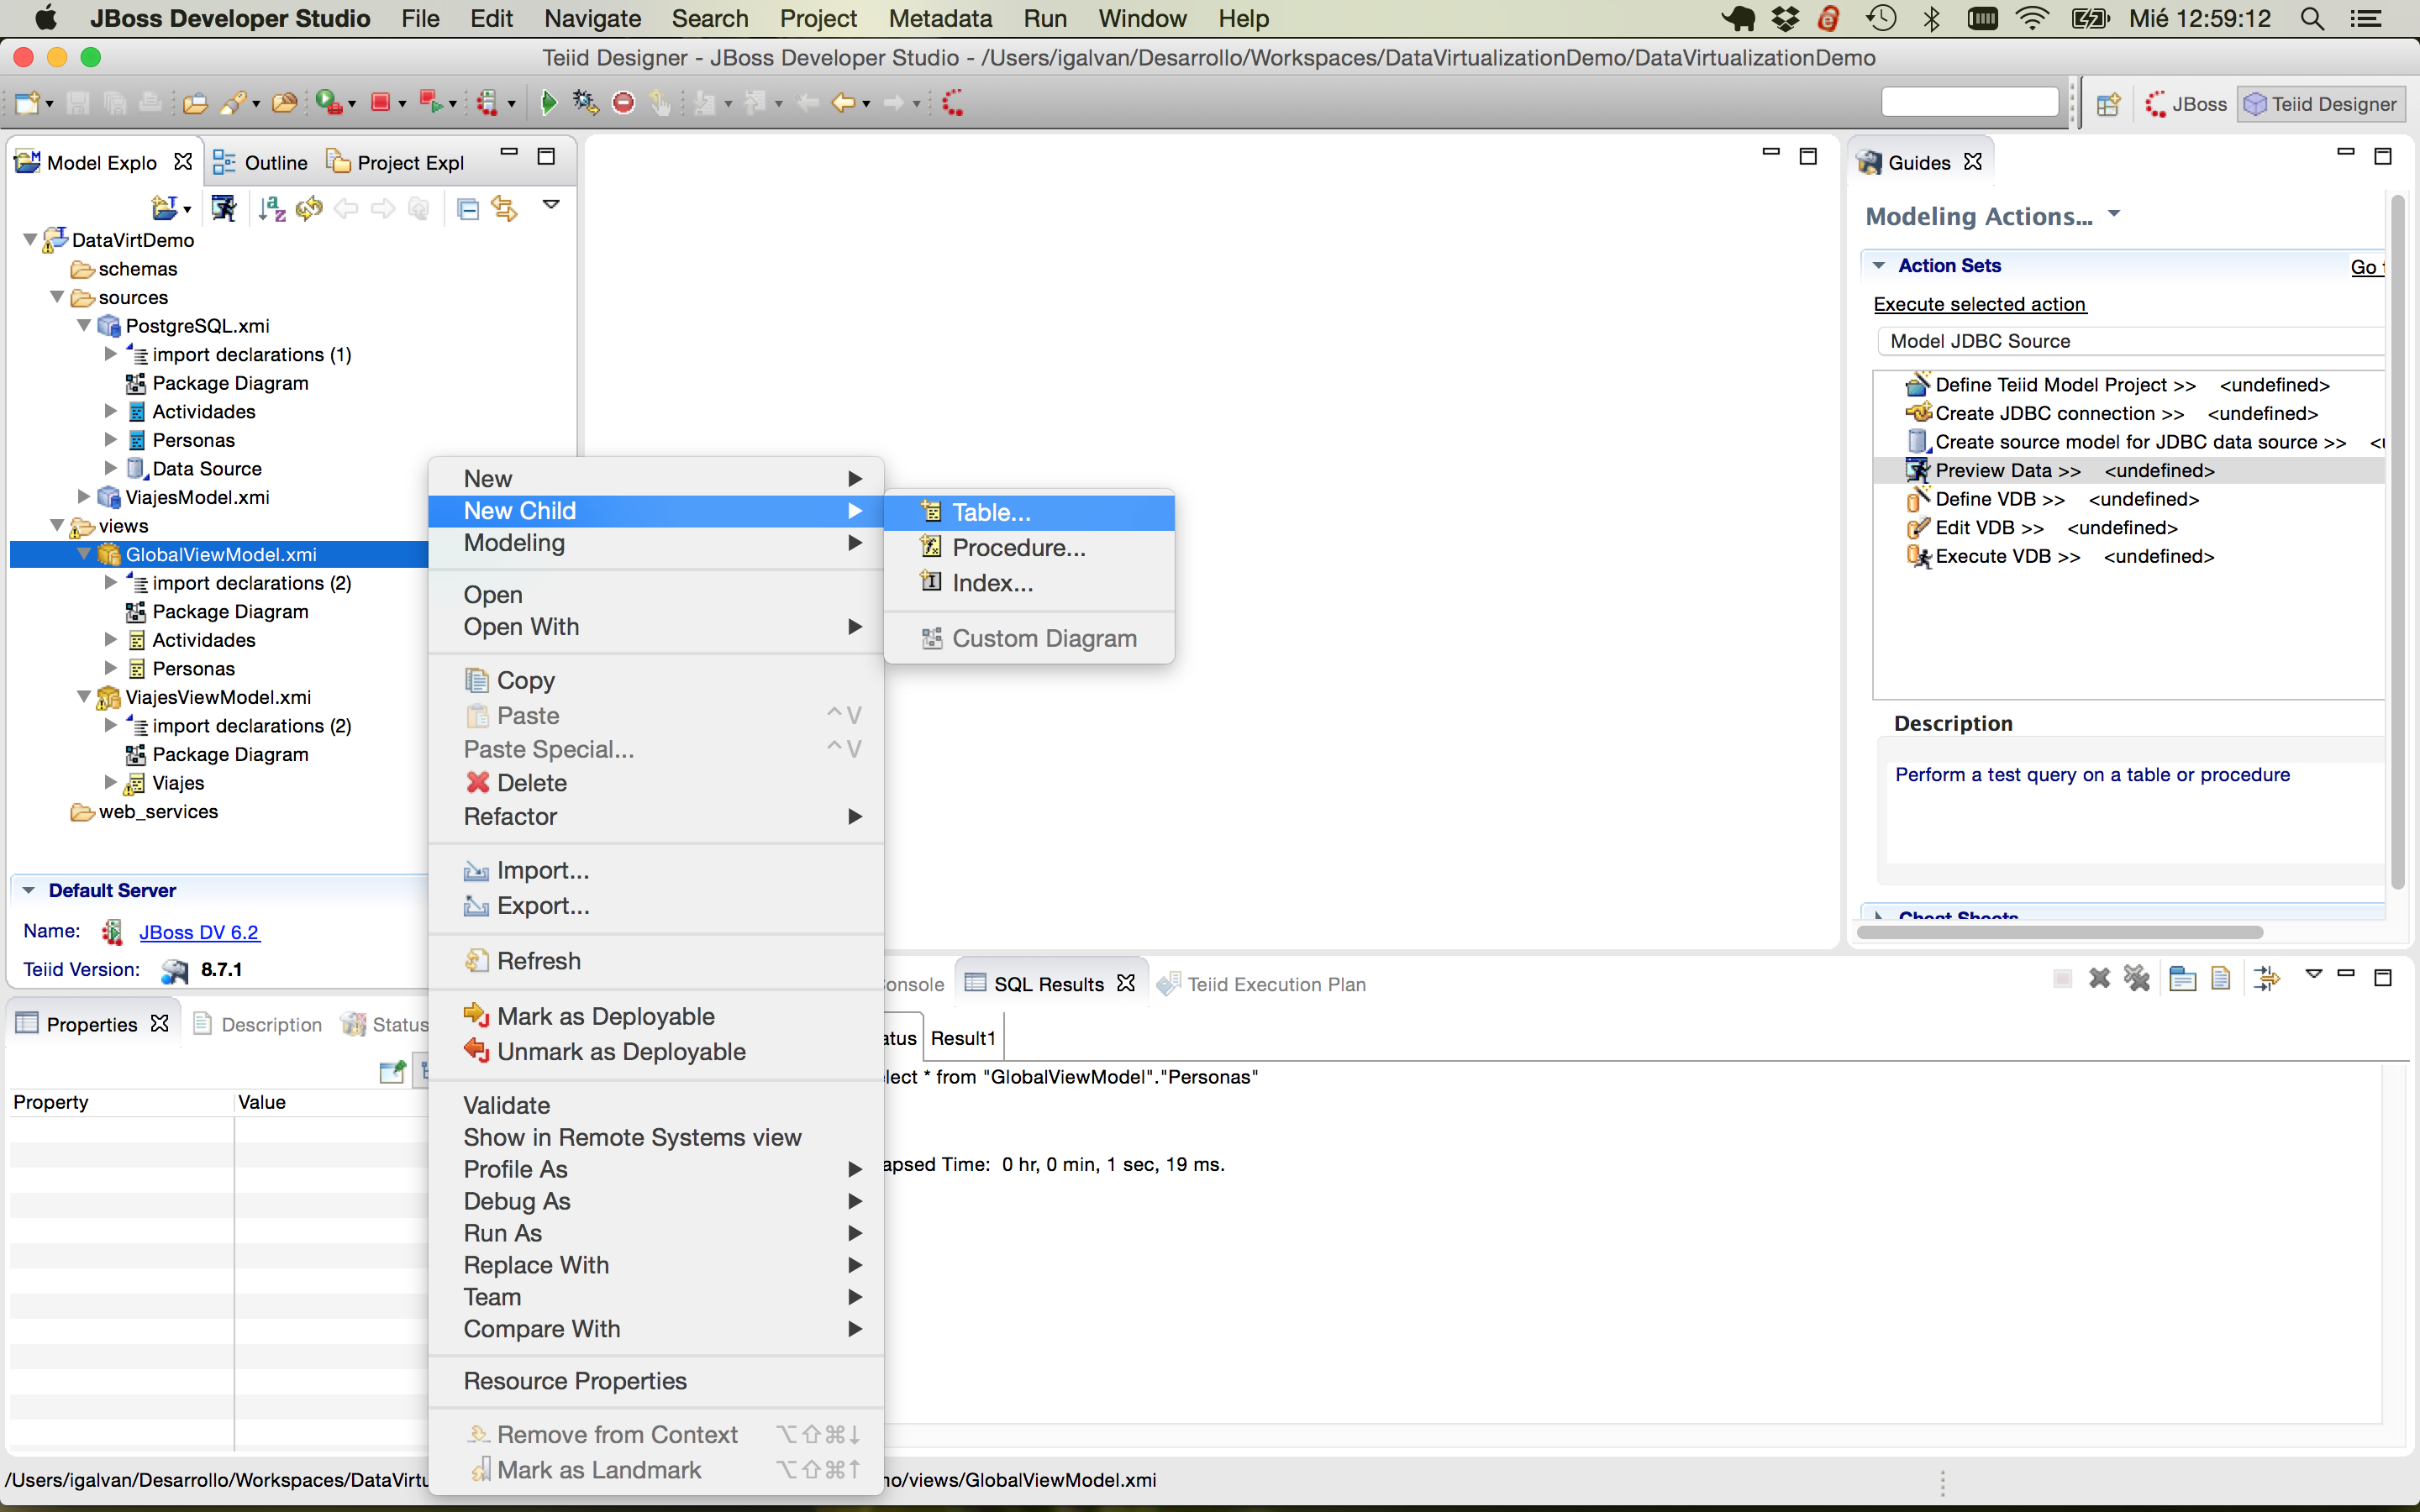 JBoss Developer Studio File Edit Navigate Search Project Metadata Run Window Help Mié 12:59:12
Teiid Designer - JBoss Developer Studio - /Users/igalvan/Desarrollo/Workspaces/DataVirtualizationDemo/DataVirtualizationDemo
JBoss Teiid Designer
Model Explo Outline Project Expl
DataVirtDemo
schemas
sources
PostgreSQL.xmi
import declarations (1)
Package Diagram
Actividades
Personas
Data Source
ViajesModel.xmi
views
GlobalViewModel.xmi
import declarations (2)
Package Diagram
Actividades
Personas
ViajesViewModel.xmi
import declarations (2)
Package Diagram
Viajes
web_services
Default Server
Name: JBoss DV 6.2
Teiid Version: 8.7.1
Properties Description Status
Property Value
New
New Child
Modeling
Open
Open With
Copy
Paste ^V
Paste Special... ^V
Delete
Refactor
Import...
Export...
Refresh
Mark as Deployable
Unmark as Deployable
Validate
Show in Remote Systems view
Profile As
Debug As
Run As
Replace With
Team
Compare With
Resource Properties
Remove from Context ⌥⇧⌘↓
Mark as Landmark ⌥⇧⌘↑
Table...
Procedure...
Index...
Custom Diagram
Guides
Modeling Actions...
Action Sets Go
Execute selected action
Model JDBC Source
Define Teiid Model Project >> <undefined>
Create JDBC connection >> <undefined>
Create source model for JDBC data source >> <u
Preview Data >> <undefined>
Define VDB >> <undefined>
Edit VDB >> <undefined>
Execute VDB >> <undefined>
Description
Perform a test query on a table or procedure
Cheat Sheets
onsole SQL Results Teiid Execution Plan
atus Result1
lect * from "GlobalViewModel"."Personas"
apsed Time: 0 hr, 0 min, 1 sec, 19 ms.
/Users/igalvan/Desarrollo/Workspaces/DataVirtu no/views/GlobalViewModel.xmi